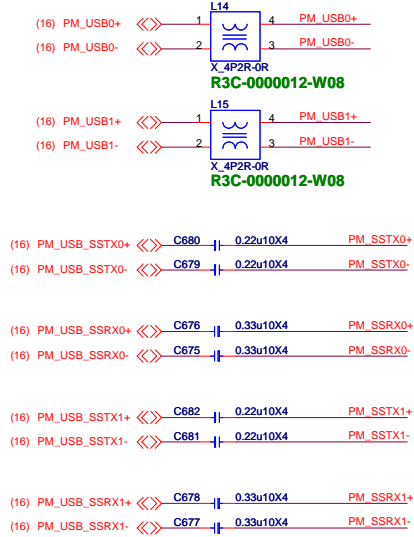 L14
(16) PM_USB0+ 1 4 PM_USB0+
(16) PM_USB0- 2 3 PM_USB0-
X_4P2R-0R
R3C-0000012-W08
L15
(16) PM_USB1+ 1 4 PM_USB1+
(16) PM_USB1- 2 3 PM_USB1-
X_4P2R-0R
R3C-0000012-W08
(16) PM_USB_SSTX0+ C680 0.22u10X4 PM_SSTX0+
(16) PM_USB_SSTX0- C679 0.22u10X4 PM_SSTX0-
(16) PM_USB_SSRX0+ C676 0.33u10X4 PM_SSRX0+
(16) PM_USB_SSRX0- C675 0.33u10X4 PM_SSRX0-
(16) PM_USB_SSTX1+ C682 0.22u10X4 PM_SSTX1+
(16) PM_USB_SSTX1- C681 0.22u10X4 PM_SSTX1-
(16) PM_USB_SSRX1+ C678 0.33u10X4 PM_SSRX1+
(16) PM_USB_SSRX1- C677 0.33u10X4 PM_SSRX1-